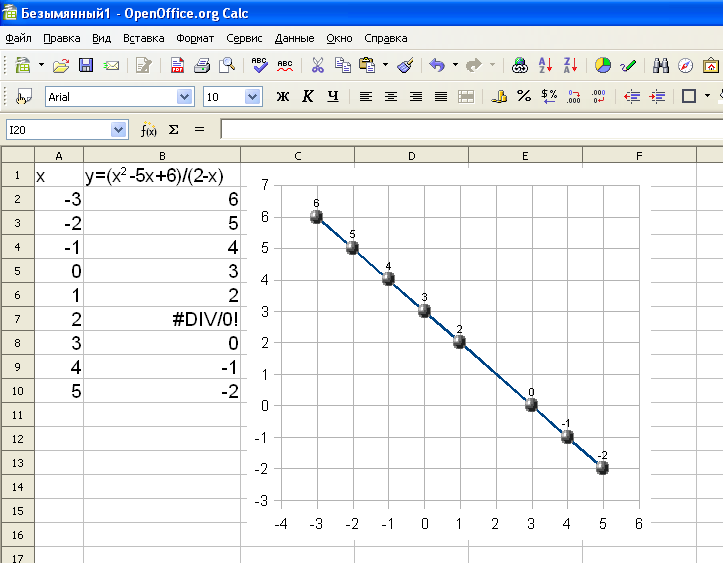 Безымянный1 - OpenOffice.org Calc
Файл Правка Вид Вставка Формат Сервис Данные Окно Справка
ABC ABC A Z Z A
Arial 10 Ж К Ч % $% .000 .000
I20 f(x) Σ =
A B C D E F
1 x y=(x²-5x+6)/(2-x)
2 -3 6
3 -2 5
4 -1 4
5 0 3
6 1 2
7 2 #DIV/0!
8 3 0
9 4 -1
10 5 -2
11
12
13
14
15
16
17
7
6
5
4
3
2
1
0
-1
-2
-3
6
5
4
3
2
0
-1
-2
-4 -3 -2 -1 0 1 2 3 4 5 6